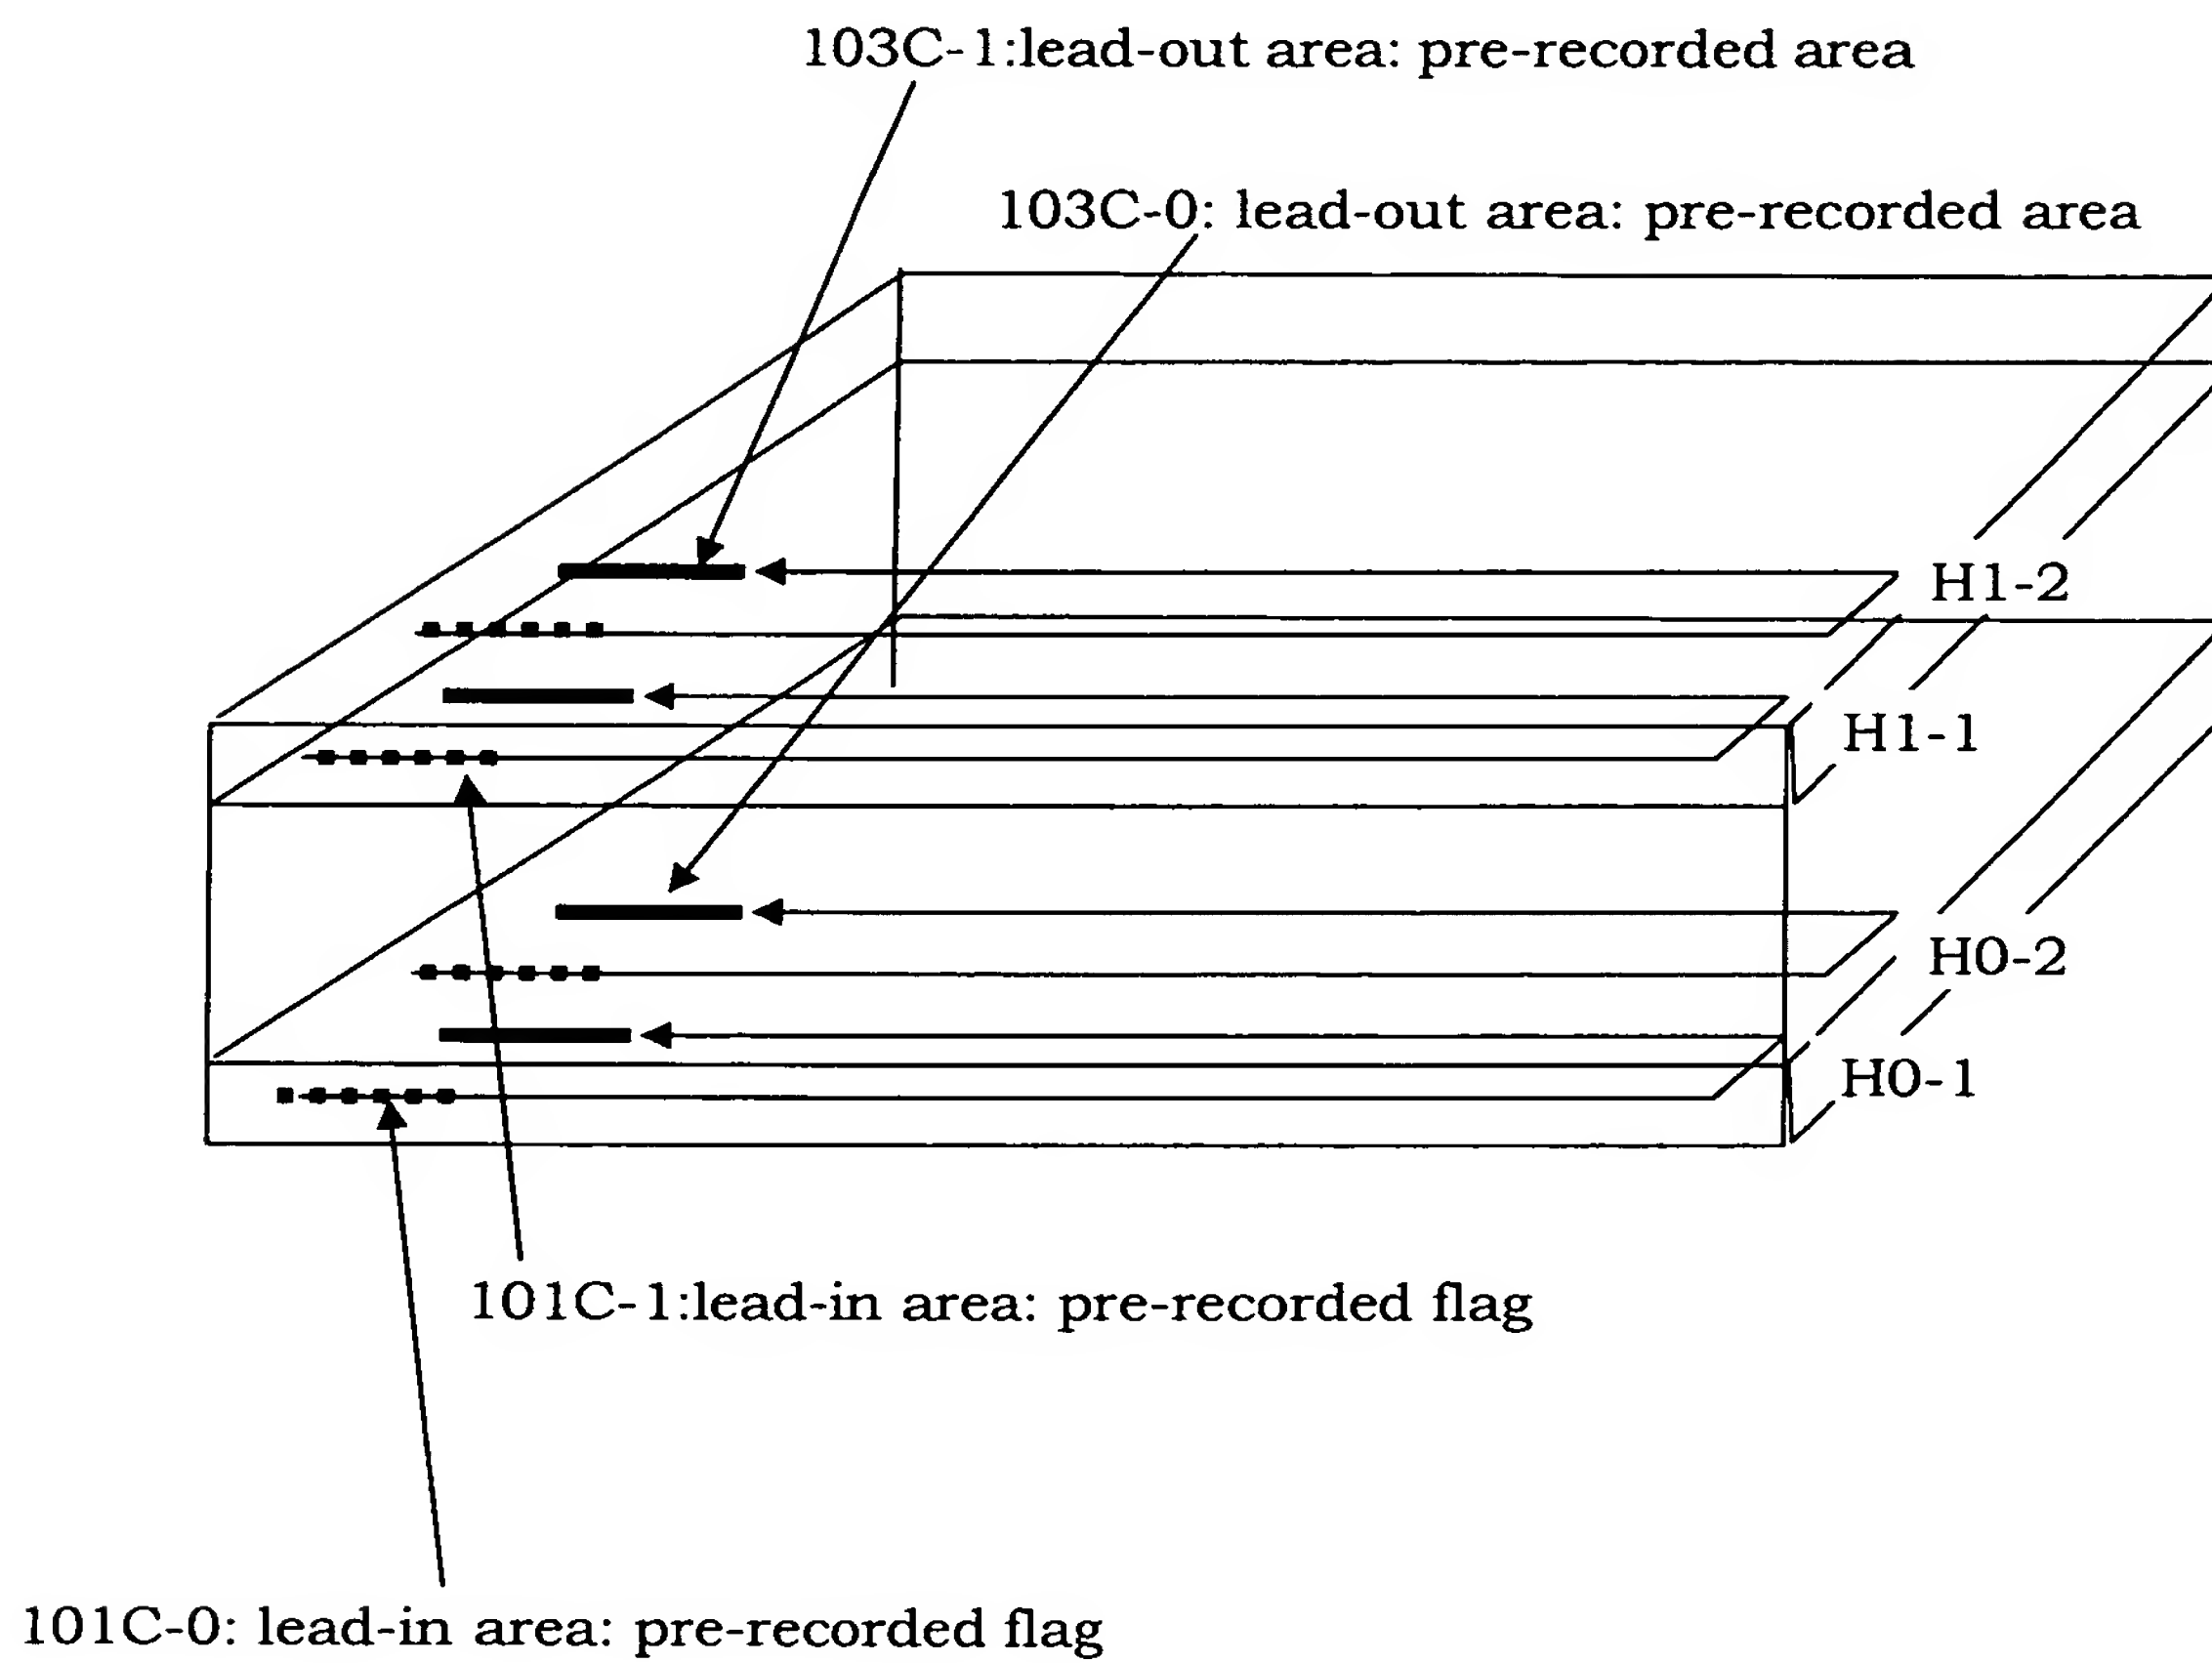 103C-1:lead-out area: pre-recorded area
103C-0: lead-out area: pre-recorded area
H1-2
H1-1
H0-2
H0-1
101C-1:lead-in area: pre-recorded flag
101C-0: lead-in area: pre-recorded flag